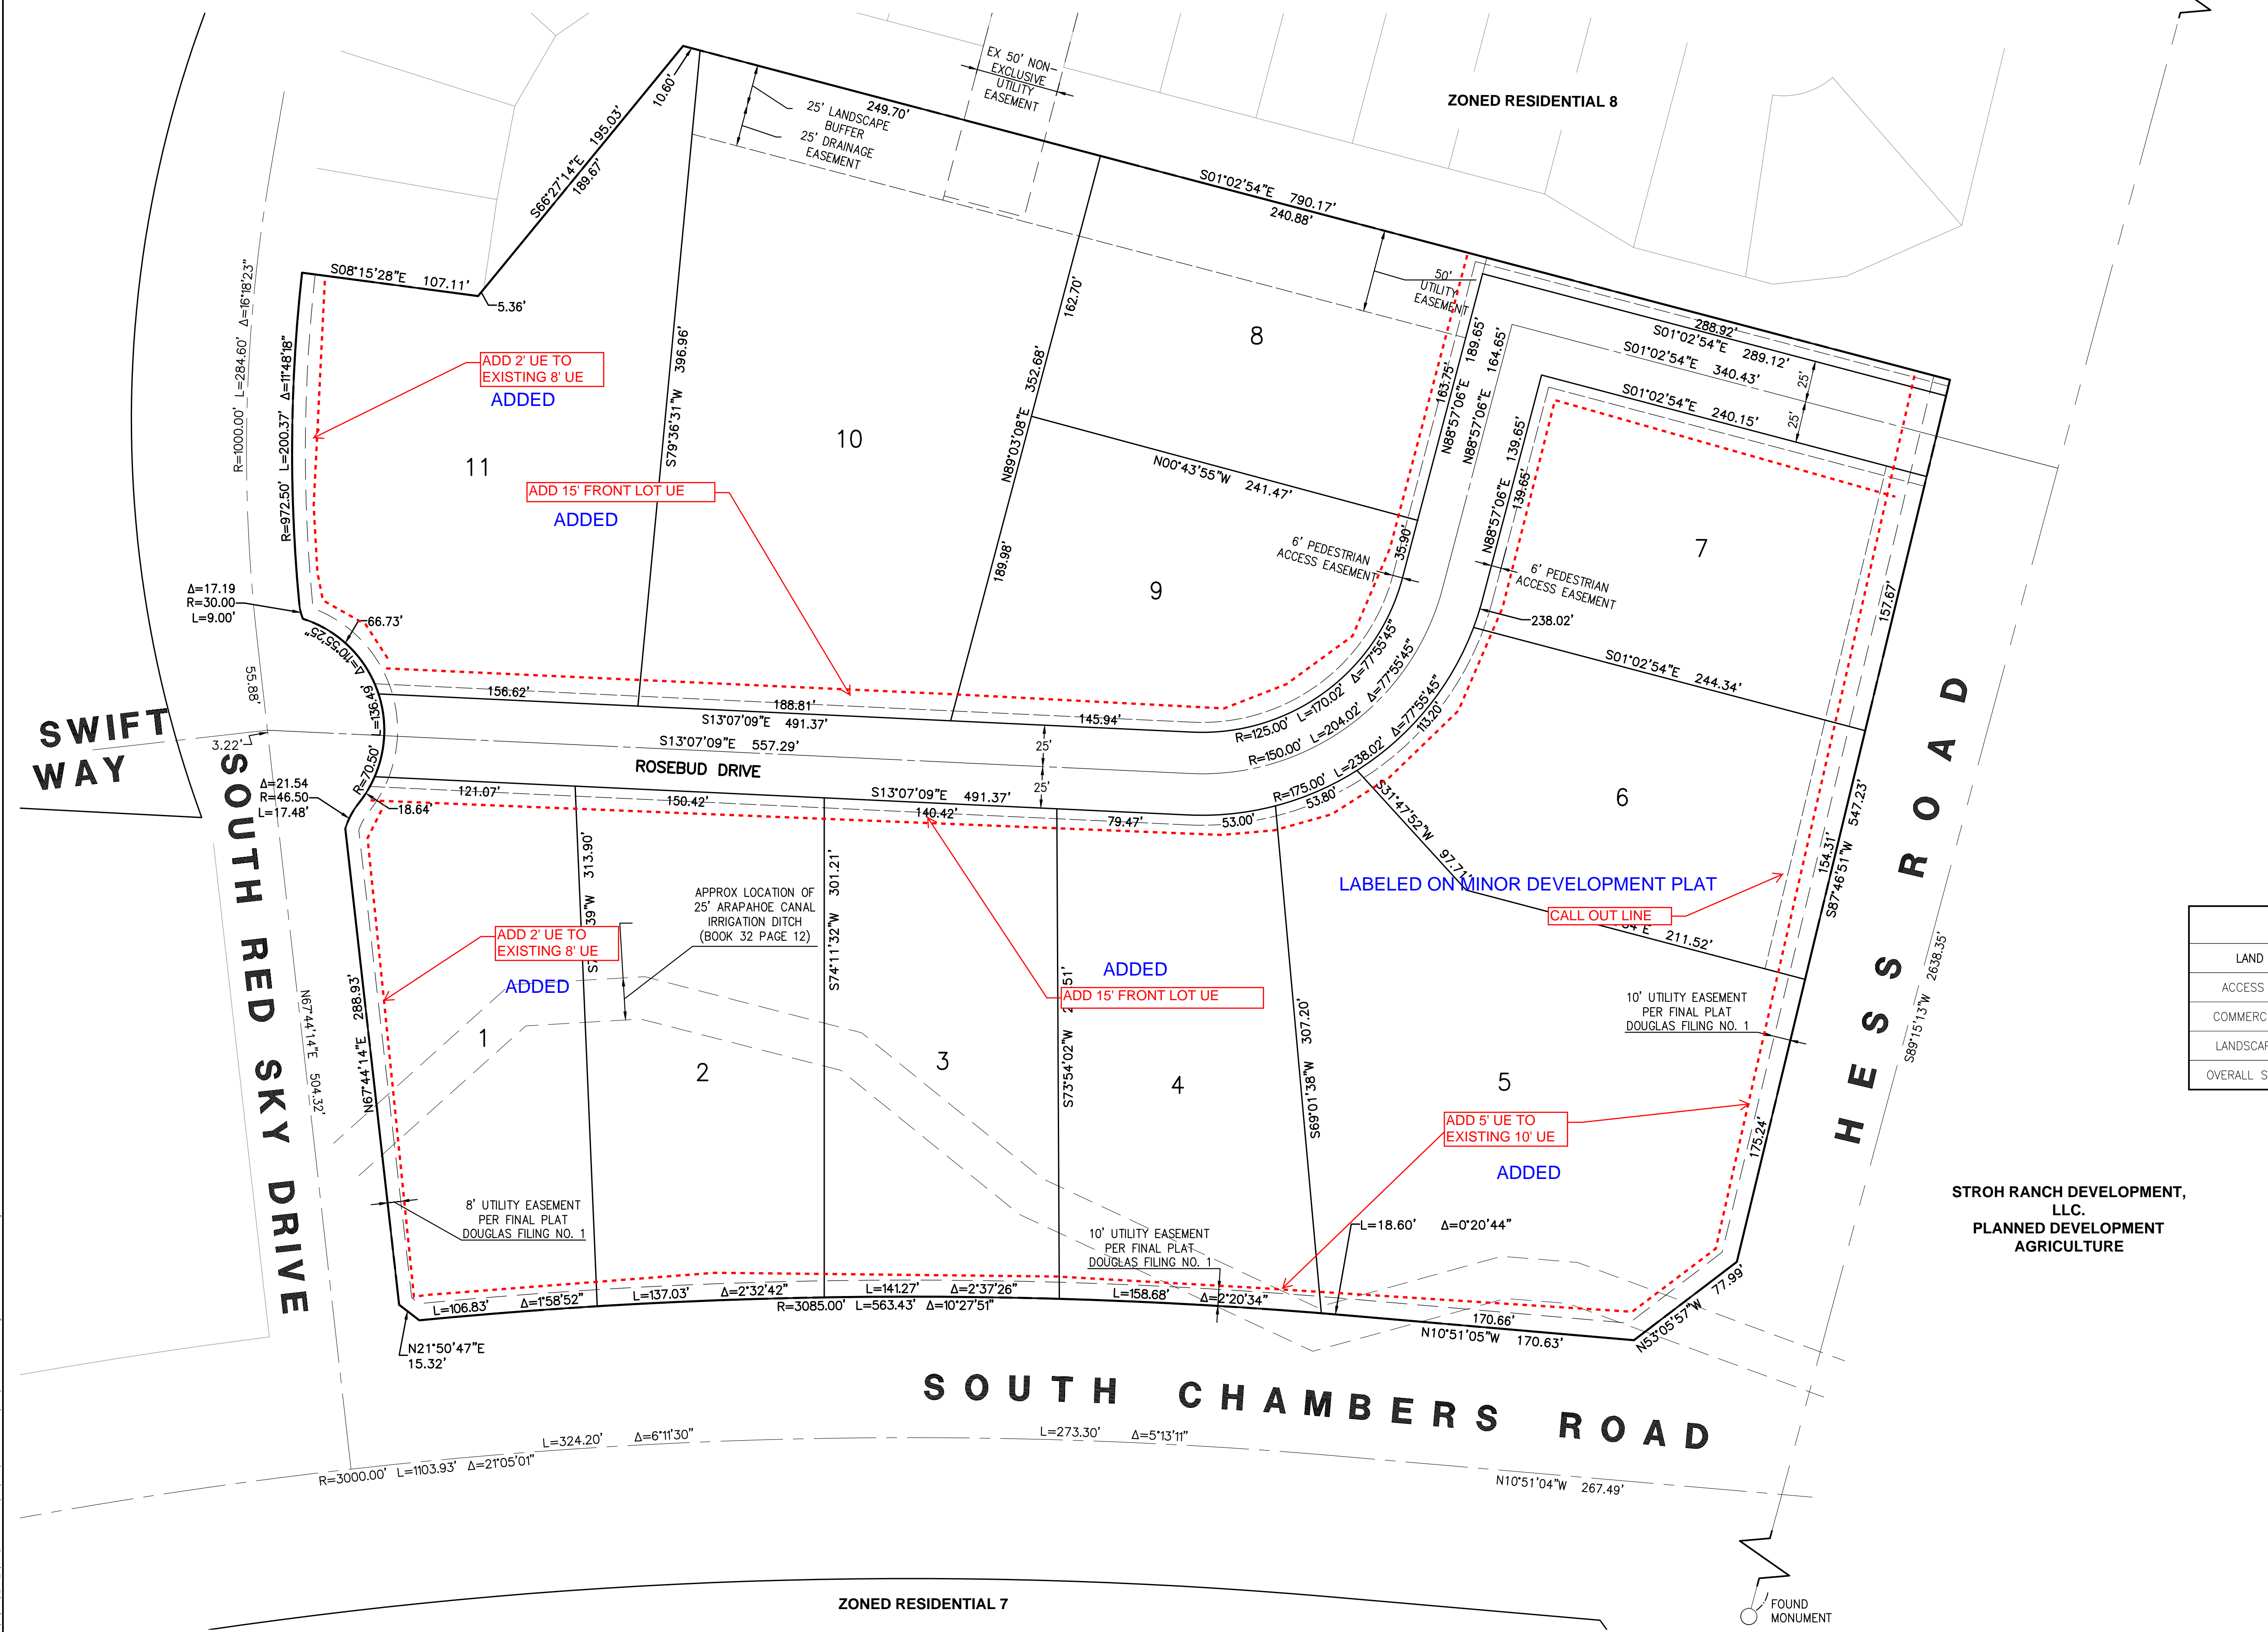 EX 50' NON-
EXCLUSIVE
UTILITY
EASEMENT
ZONED RESIDENTIAL 8
10.60'
249.70'
25' LANDSCAPE
BUFFER
25' DRAINAGE
EASEMENT
S66°27'14"E 195.03'
189.67'
S01°02'54"E 790.17'
240.88'
S08°15'28"E 107.11'
5.36'
R=1000.00' L=284.60' Δ=16°18'23"
R=972.50' L=200.37' Δ=11°48'18"
162.70'
50'
UTILITY
EASEMENT
8
288.92'
S01°02'54"E 289.12'
S01°02'54"E 340.43'
25'
25'
S01°02'54"E 240.15'
ADD 2' UE TO
EXISTING 8' UE
ADDED
S79°36'31"W 396.96'
N89°03'08"E 352.68'
163.75'
N88°57'06"E 189.65'
N88°57'06"E 164.65'
N88°57'06"E 139.65'
139.65'
10
11
N00°43'55"W 241.47'
ADD 15' FRONT LOT UE
ADDED
189.98'
9
6' PEDESTRIAN
ACCESS EASEMENT
35.90'
7
6' PEDESTRIAN
ACCESS EASEMENT
157.67'
Δ=17.19
R=30.00
L=9.00'
66.73'
Δ=110°55'25"
L=136.49'
R=70.50'
238.02'
S01°02'54"E 244.34'
55.88'
SWIFT
WAY
3.22'
156.62'
188.81'
145.94'
S13°07'09"E 491.37'
S13°07'09"E 557.29'
25'
25'
ROSEBUD DRIVE
R=125.00' L=170.02' Δ=77°55'45"
R=150.00' L=204.02' Δ=77°55'45"
R=175.00' L=238.02' Δ=77°55'45"
113.20'
Δ=21.54
R=46.50
L=17.48'
18.64'
121.07'
150.42'
S13°07'09"E 491.37'
140.42'
79.47'
53.00'
53.80'
S31°47'52"W 97.71'
6
154.31'
S87°46'51"W 547.23'
HESS ROAD
S89°15'13"W 2638.35'
SOUTH RED SKY DRIVE
313.90'
39"W
301.21'
S74°11'32"W
APPROX LOCATION OF
25' ARAPAHOE CANAL
IRRIGATION DITCH
(BOOK 32 PAGE 12)
LABELED ON MINOR DEVELOPMENT PLAT
CALL OUT LINE
E 211.52'
ADD 2' UE TO
EXISTING 8' UE
ADDED
ADDED
ADD 15' FRONT LOT UE
51'
S73°54'02"W
307.20'
S69°01'38"W
LAND
ACCESS
COMMERC
LANDSCAP
OVERALL S
N67°44'14"E 288.93'
N67°44'14"E 504.32'
1
2
3
4
5
10' UTILITY EASEMENT
PER FINAL PLAT
DOUGLAS FILING NO. 1
175.24'
ADD 5' UE TO
EXISTING 10' UE
ADDED
8' UTILITY EASEMENT
PER FINAL PLAT
DOUGLAS FILING NO. 1
10' UTILITY EASEMENT
PER FINAL PLAT
DOUGLAS FILING NO. 1
L=18.60' Δ=0°20'44"
STROH RANCH DEVELOPMENT,
LLC.
PLANNED DEVELOPMENT
AGRICULTURE
L=106.83' Δ=1°58'52"
L=137.03' Δ=2°32'42"
L=141.27' Δ=2°37'26"
L=158.68' Δ=2°20'34"
R=3085.00' L=563.43' Δ=10°27'51"
170.66'
N10°51'05"W 170.63'
N53°05'57"W 77.99'
N21°50'47"E
15.32'
SOUTH CHAMBERS ROAD
L=324.20' Δ=6°11'30"
L=273.30' Δ=5°13'11"
R=3000.00' L=1103.93' Δ=21°05'01"
N10°51'04"W 267.49'
ZONED RESIDENTIAL 7
FOUND
MONUMENT